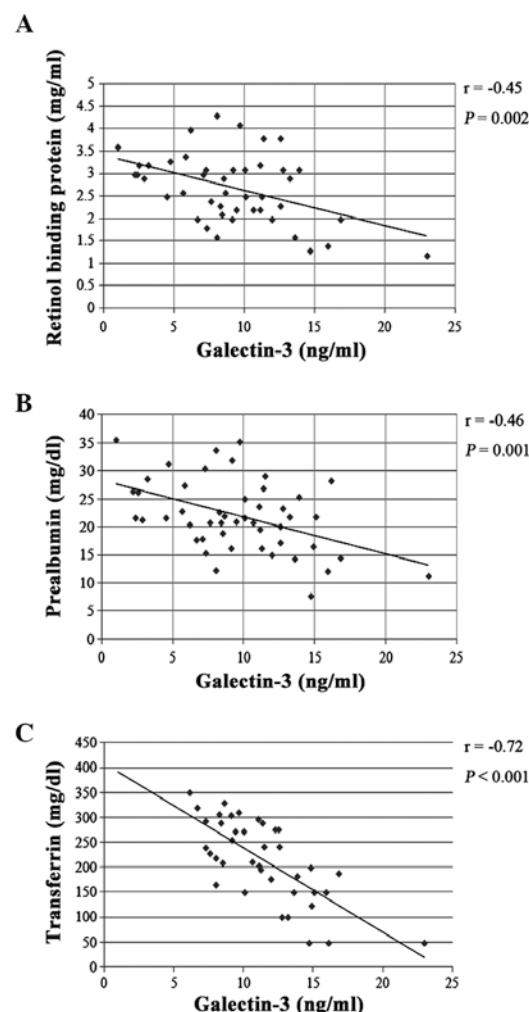 A
Retinol binding protein (mg/ml)
5
4.5
4
3.5
3
2.5
2
1.5
1
0.5
0
0 5 10 15 20 25
Galectin-3 (ng/ml)
r = -0.45
P = 0.002
B
Prealbumin (mg/dl)
40
35
30
25
20
15
10
5
0
0 5 10 15 20 25
Galectin-3 (ng/ml)
r = -0.46
P = 0.001
C
Transferrin (mg/dl)
450
400
350
300
250
200
150
100
50
0
0 5 10 15 20 25
Galectin-3 (ng/ml)
r = -0.72
P < 0.001